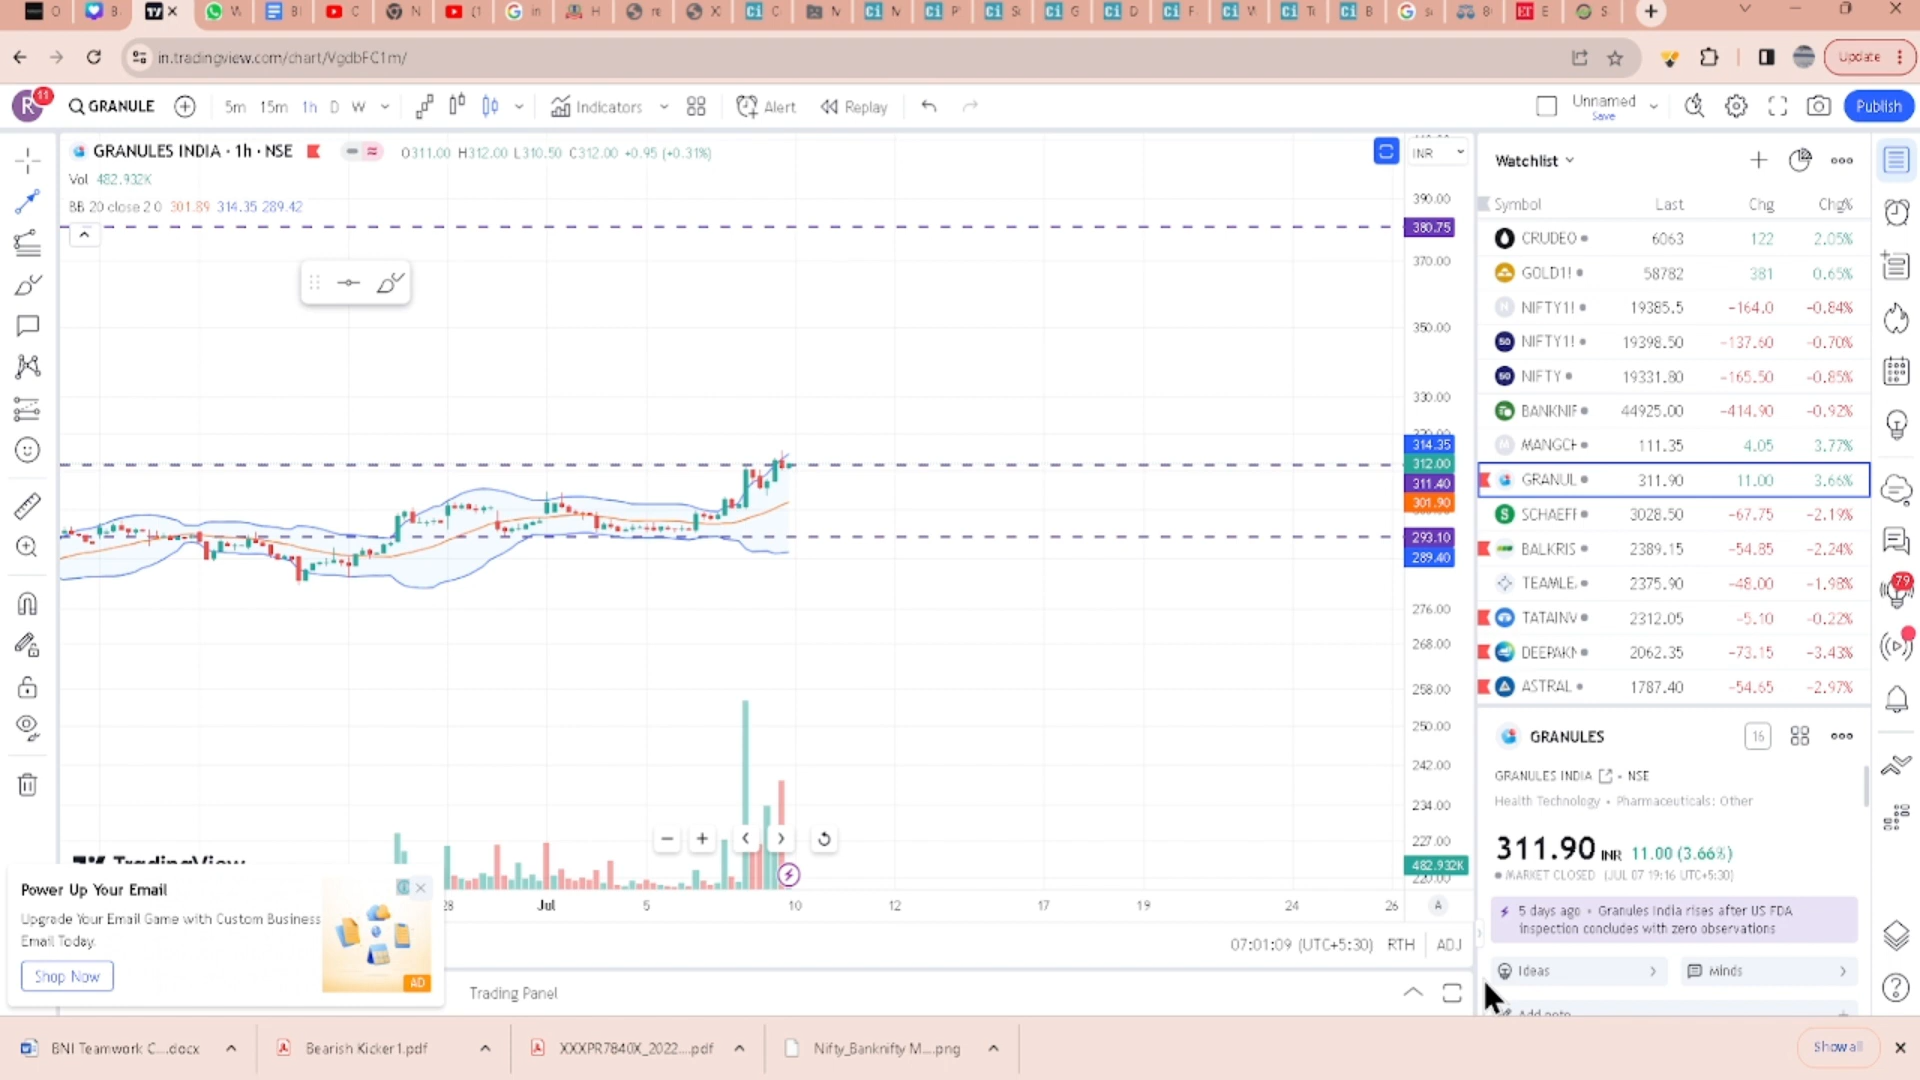 in.tradingview.com/chart/VgdbFC1m/
Update
R 11
GRANULE
5m 15m 1h D W
Indicators
Alert
Replay
Unnamed
Save
Publish
GRANULES INDIA · 1h · NSE
O311.00 H312.00 L310.50 C312.00 +0.95 (+0.31%)
INR
Vol 482.932K
BB 20 close 2 0 301.89 314.35 289.42
390.00
380.75
370.00
350.00
330.00
314.35
312.00
311.40
301.90
293.10
289.40
276.00
268.00
258.00
250.00
242.00
234.00
227.00
482.932K
220.00
28 Jul 5 10 12 17 19 24 26
A
07:01:09 (UTC+5:30) RTH ADJ
Trading Panel
Watchlist
Symbol Last Chg Chg%
CRUDEO 6063 122 2.05%
GOLD1! 58782 381 0.65%
NIFTY1! 19385.5 −164.0 −0.84%
NIFTY1! 19398.50 −137.60 −0.70%
NIFTY 19331.80 −165.50 −0.85%
BANKNIF 44925.00 −414.90 −0.92%
MANGCH 111.35 4.05 3.77%
GRANUL 311.90 11.00 3.66%
SCHAEFF 3028.50 −67.75 −2.19%
BALKRIS 2389.15 −54.85 −2.24%
TEAMLE 2375.90 −48.00 −1.98%
TATAINV 2312.05 −5.10 −0.22%
DEEPAKN 2062.35 −73.15 −3.43%
ASTRAL 1787.40 −54.65 −2.97%
79
GRANULES
16
GRANULES INDIA · NSE
Health Technology · Pharmaceuticals: Other
311.90 INR 11.00 (3.66%)
MARKET CLOSED (JUL 07 19:16 UTC+5:30)
5 days ago · Granules India rises after US FDA
inspection concludes with zero observations
Ideas
Minds
Add note
TradingView
Power Up Your Email
Upgrade Your Email Game with Custom Business
Email Today.
Shop Now
AD
BNI Teamwork C....docx
Bearish Kicker1.pdf
XXXPR7840X_2022....pdf
Nifty_Banknifty M....png
Show all